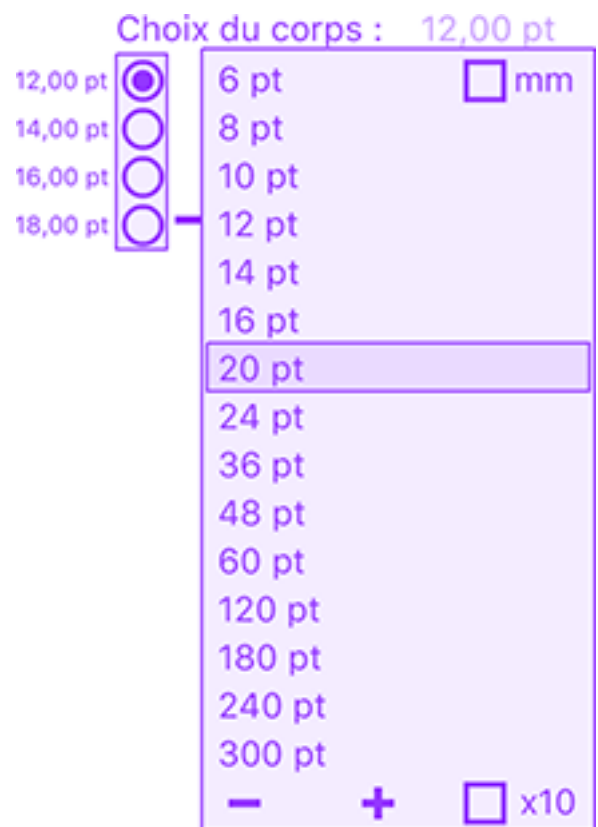 Choix du corps : 12,00 pt
12,00 pt
14,00 pt
16,00 pt
18,00 pt
6 pt mm
8 pt
10 pt
12 pt
14 pt
16 pt
20 pt
24 pt
36 pt
48 pt
60 pt
120 pt
180 pt
240 pt
300 pt
− + x10